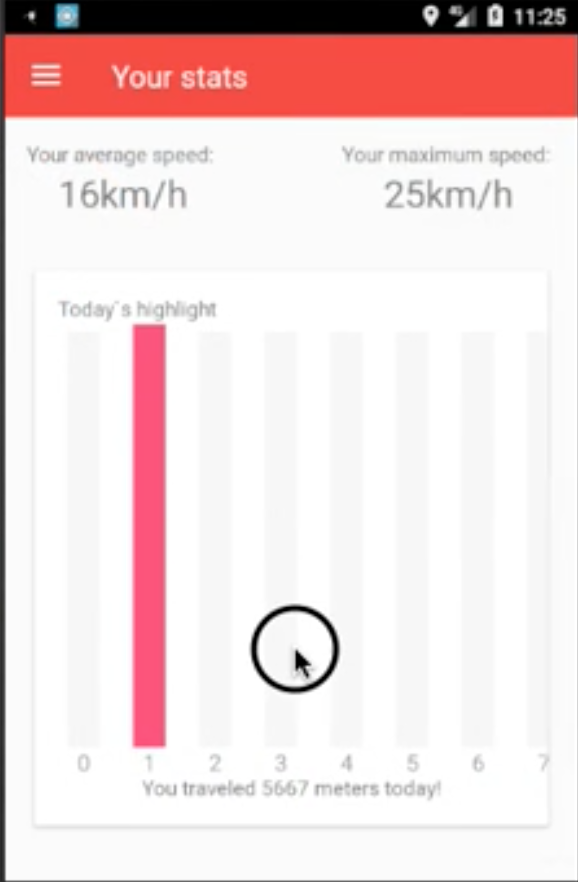 4G 11:25
Your stats
Your average speed: Your maximum speed:
16km/h 25km/h
Today`s highlight
0 1 2 3 4 5 6 7
You traveled 5667 meters today!